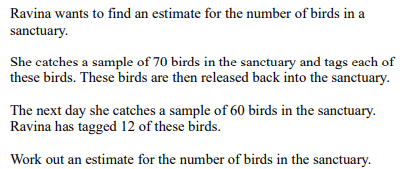 Ravina wants to find an estimate for the number of birds in a
sanctuary.
She catches a sample of 70 birds in the sanctuary and tags each of
these birds. These birds are then released back into the sanctuary.
The next day she catches a sample of 60 birds in the sanctuary.
Ravina has tagged 12 of these birds.
Work out an estimate for the number of birds in the sanctuary.